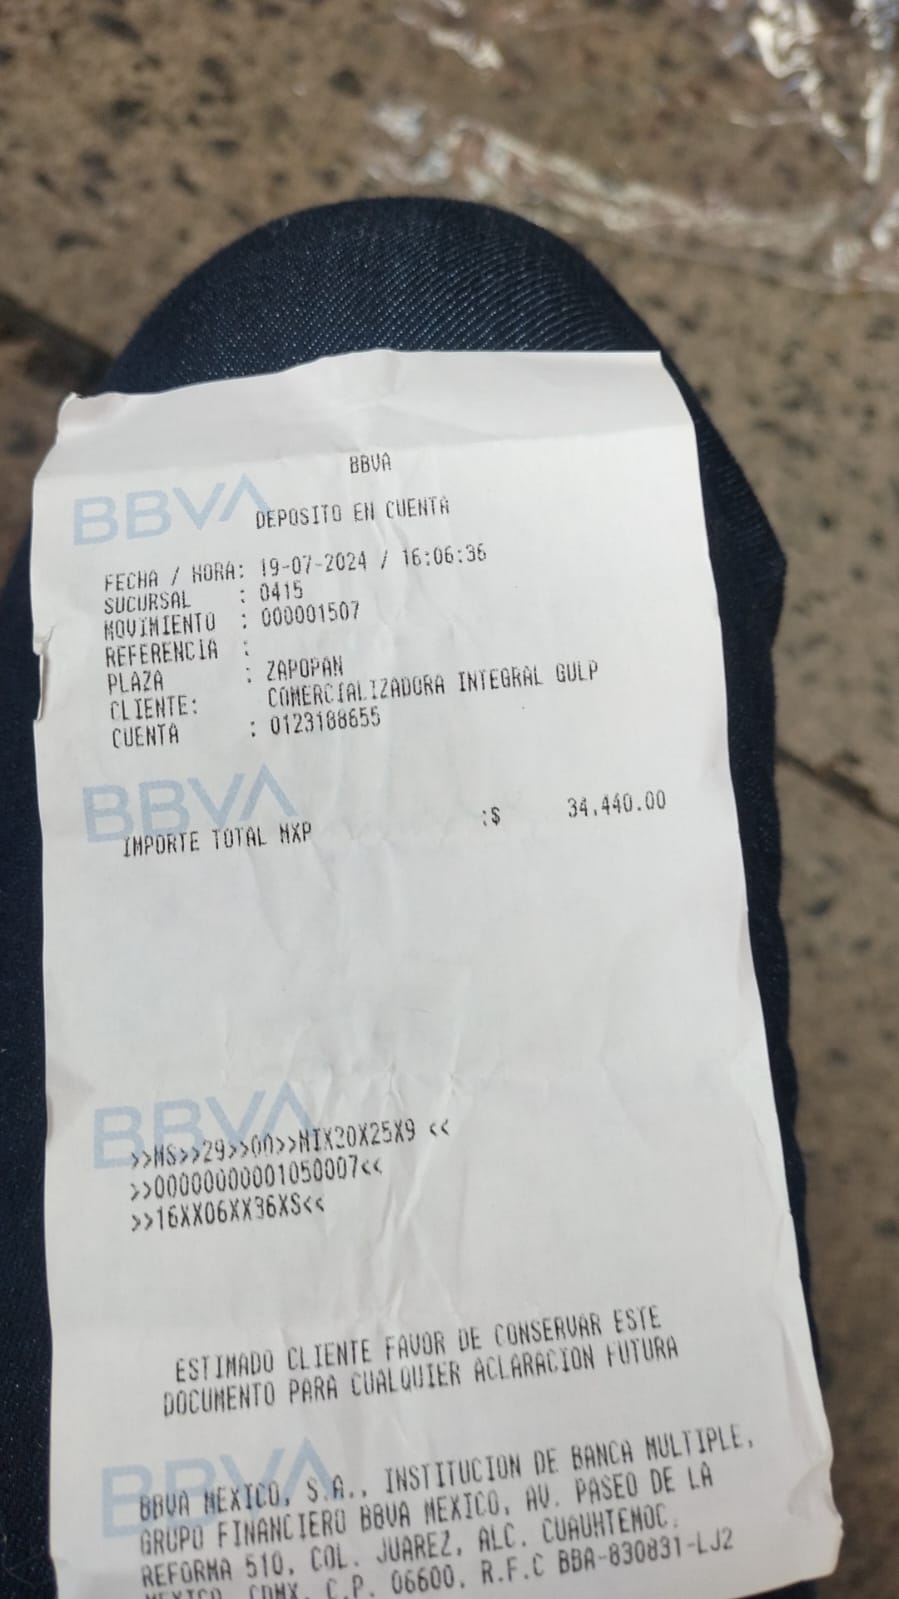 BBVA
BBVA
DEPOSITO EN CUENTA
FECHA / HORA: 19-07-2024 / 16:06:36
SUCURSAL : 0415
MOVIMIENTO : 000001507
REFERENCIA :
PLAZA : ZAPOPAN
CLIENTE: COMERCIALIZADORA INTEGRAL GULP
CUENTA : 0123188655
BBVA
IMPORTE TOTAL MXP :$ 34,440.00
BBVA
>>MS>>29>>00>>MIX20X25X9 <<
>>00000000001050007<<
>>16XX06XX36XS<<
ESTIMADO CLIENTE FAVOR DE CONSERVAR ESTE
DOCUMENTO PARA CUALQUIER ACLARACION FUTURA
BBVA
BBVA MEXICO, S.A., INSTITUCION DE BANCA MULTIPLE,
GRUPO FINANCIERO BBVA MEXICO, AV. PASEO DE LA
REFORMA 510, COL. JUAREZ, ALC. CUAUHTEMOC,
MEXICO, CDMX, C.P. 06600, R.F.C BBA-830831-LJ2